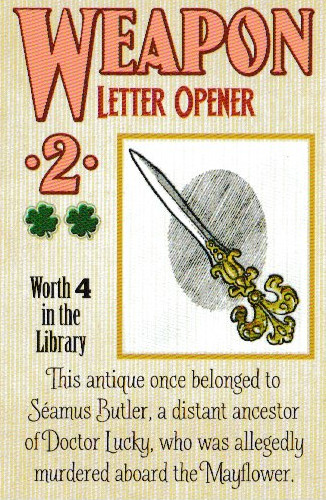 WEAPON
LETTER OPENER
·2·
Worth 4
in the
Library
This antique once belonged to
Séamus Butler, a distant ancestor
of Doctor Lucky, who was allegedly
murdered aboard the Mayflower.